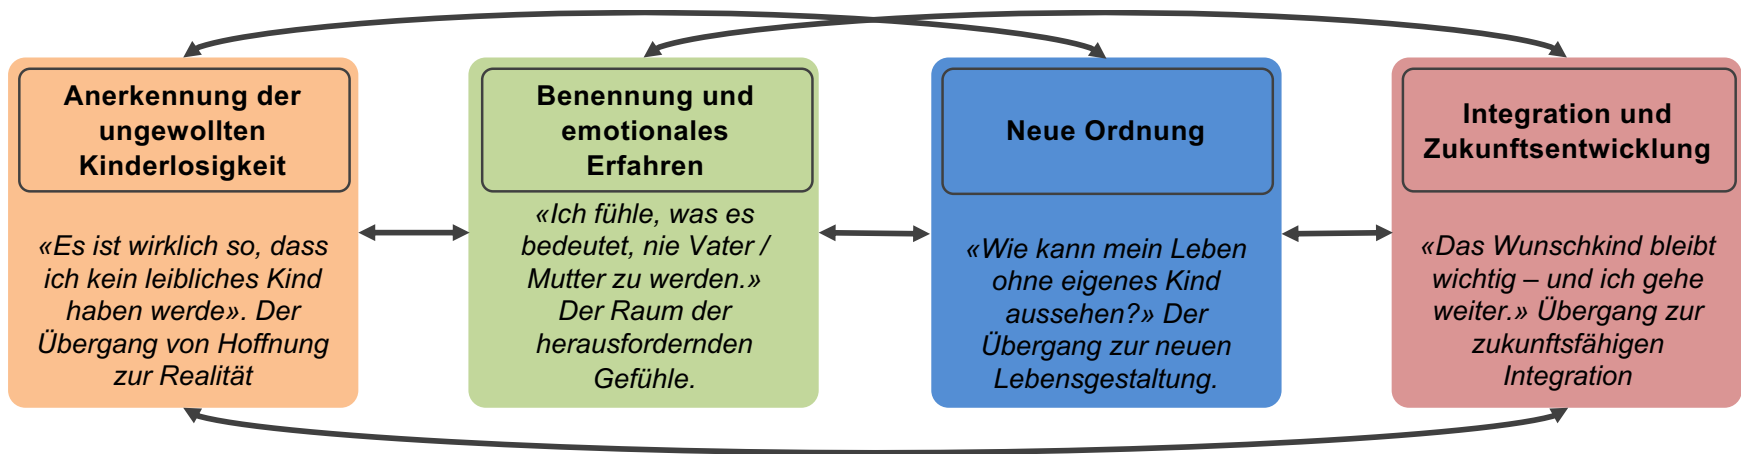 Anerkennung der
ungewollten
Kinderlosigkeit
«Es ist wirklich so, dass
ich kein leibliches Kind
haben werde». Der
Übergang von Hoffnung
zur Realität
Benennung und
emotionales
Erfahren
«Ich fühle, was es
bedeutet, nie Vater /
Mutter zu werden.»
Der Raum der
herausfordernden
Gefühle.
Neue Ordnung
«Wie kann mein Leben
ohne eigenes Kind
aussehen?» Der
Übergang zur neuen
Lebensgestaltung.
Integration und
Zukunftsentwicklung
«Das Wunschkind bleibt
wichtig – und ich gehe
weiter.» Übergang zur
zukunftsfähigen
Integration